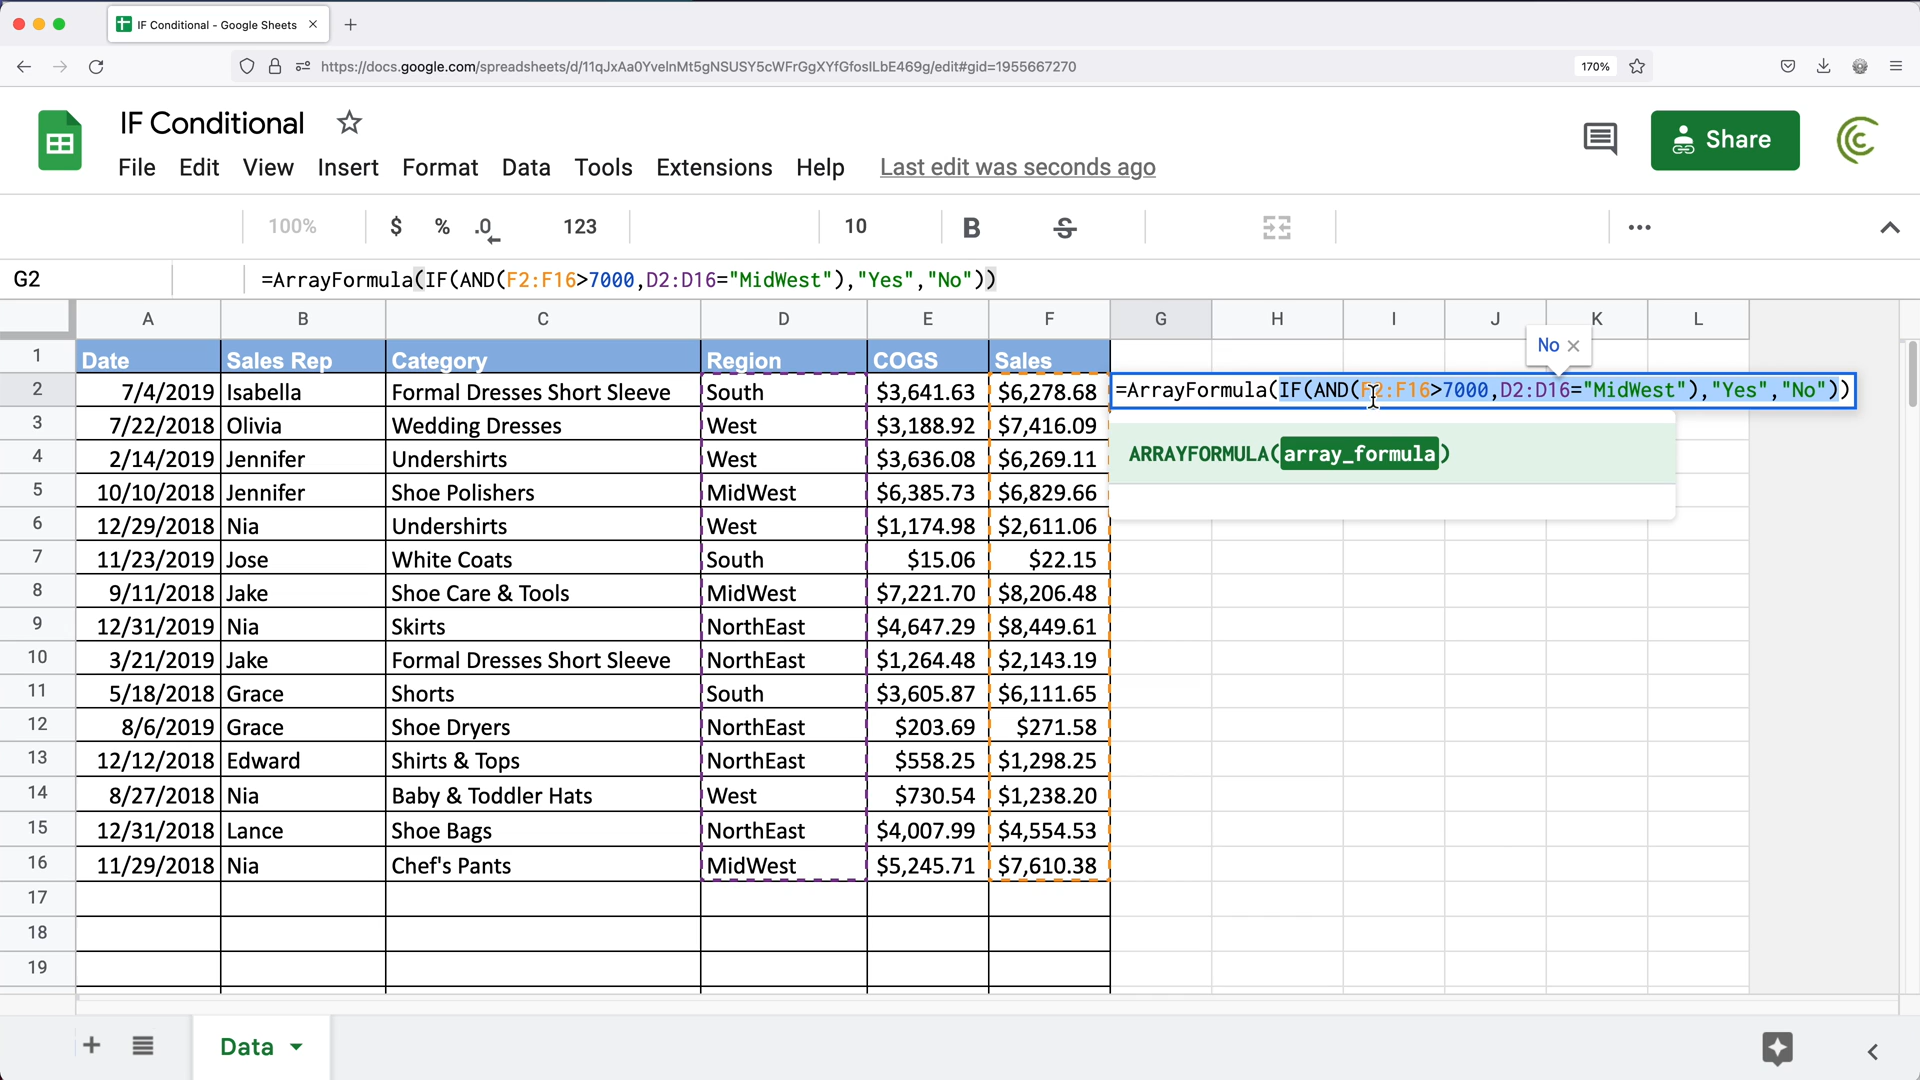 IF Conditional - Google Sheets
https://docs.google.com/spreadsheets/d/11qJxAa0YvelnMt5gNSUSY5cWFrGgXYfGfosILbE469g/edit#gid=1955667270 170%
IF Conditional
Share
File Edit View Insert Format Data Tools Extensions Help Last edit was seconds ago
100% $ % .0 123 10 B S
G2 =ArrayFormula(IF(AND(F2:F16>7000,D2:D16="MidWest"),"Yes","No"))
A B C D E F G H I J K L
No ×
1 Date Sales Rep Category Region COGS Sales
2 7/4/2019 Isabella Formal Dresses Short Sleeve South $3,641.63 $6,278.68 =ArrayFormula(IF(AND(F2:F16>7000,D2:D16="MidWest"),"Yes","No"))
3 7/22/2018 Olivia Wedding Dresses West $3,188.92 $7,416.09
4 2/14/2019 Jennifer Undershirts West $3,636.08 $6,269.11 ARRAYFORMULA(array_formula)
5 10/10/2018 Jennifer Shoe Polishers MidWest $6,385.73 $6,829.66
6 12/29/2018 Nia Undershirts West $1,174.98 $2,611.06
7 11/23/2019 Jose White Coats South $15.06 $22.15
8 9/11/2018 Jake Shoe Care & Tools MidWest $7,221.70 $8,206.48
9 12/31/2019 Nia Skirts NorthEast $4,647.29 $8,449.61
10 3/21/2019 Jake Formal Dresses Short Sleeve NorthEast $1,264.48 $2,143.19
11 5/18/2018 Grace Shorts South $3,605.87 $6,111.65
12 8/6/2019 Grace Shoe Dryers NorthEast $203.69 $271.58
13 12/12/2018 Edward Shirts & Tops NorthEast $558.25 $1,298.25
14 8/27/2018 Nia Baby & Toddler Hats West $730.54 $1,238.20
15 12/31/2018 Lance Shoe Bags NorthEast $4,007.99 $4,554.53
16 11/29/2018 Nia Chef's Pants MidWest $5,245.71 $7,610.38
17
18
19
Data